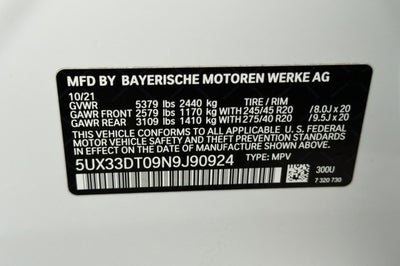 MFD BY BAYERISCHE MOTOREN WERKE AG
10/21
GVWR 5379 lbs 2440 kg TIRE / RIM
GAWR FRONT 2579 lbs 1170 kg 245/45 R20 / 8.0J x 20
GAWR REAR 3109 lbs 1410 kg 275/40 R20 / 9.5J x 20
THIS VEHICLE CONFORMS TO ALL APPLICABLE U. S. FEDERAL
MOTOR VEHICLE SAFETY AND THEFT PREVENTION STANDARDS
IN EFFECT ON THE DATE OF MANUFACTURE SHOWN ABOVE.
5UX33DT09N9J90924 TYPE: MPV
300U
7 320 730